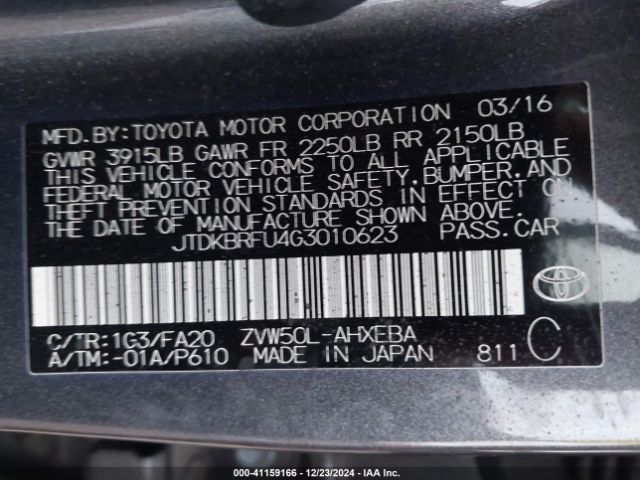 MFD. BY: TOYOTA MOTOR CORPORATION 03/16
GVWR 3915LB GAWR FR 2250LB RR 2150LB
THIS VEHICLE CONFORMS TO ALL APPLICABLE
FEDERAL MOTOR VEHICLE SAFETY, BUMPER, AND
THEFT PREVENTION STANDARDS IN EFFECT ON
THE DATE OF MANUFACTURE SHOWN ABOVE.
JTDKBRFU4G3010623 PASS. CAR
C/TR: 1G3/FA20 ZVW50L-AHXEBA
A/TM: -01A/P610 MADE IN JAPAN 811 C
TOYOTA
000-41159166 - 12/23/2024 - IAA Inc.